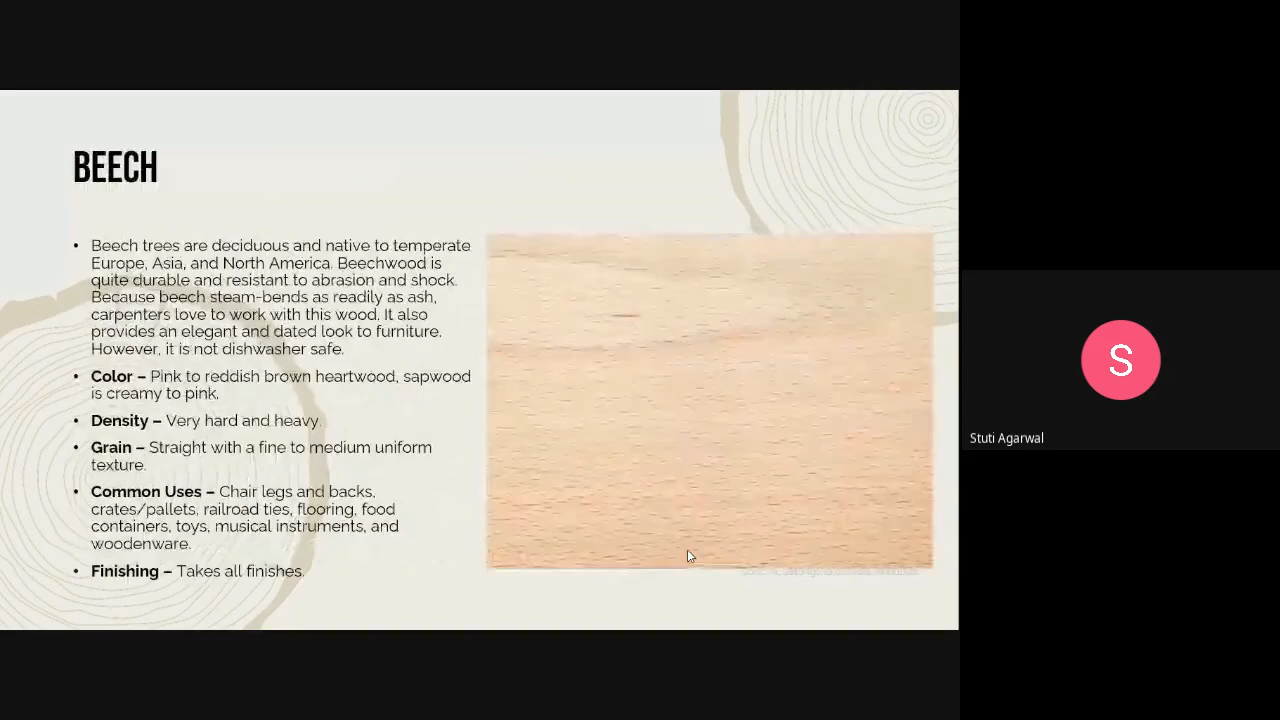 BEECH
• Beech trees are deciduous and native to temperate
Europe, Asia, and North America. Beechwood is
quite durable and resistant to abrasion and shock.
Because beech steam-bends as readily as ash,
carpenters love to work with this wood. It also
provides an elegant and dated look to furniture.
However, it is not dishwasher safe.
• Color – Pink to reddish brown heartwood, sapwood
is creamy to pink.
• Density – Very hard and heavy.
• Grain – Straight with a fine to medium uniform
texture.
• Common Uses – Chair legs and backs,
crates/pallets, railroad ties, flooring, food
containers, toys, musical instruments, and
woodenware.
• Finishing – Takes all finishes.
S
Stuti Agarwal